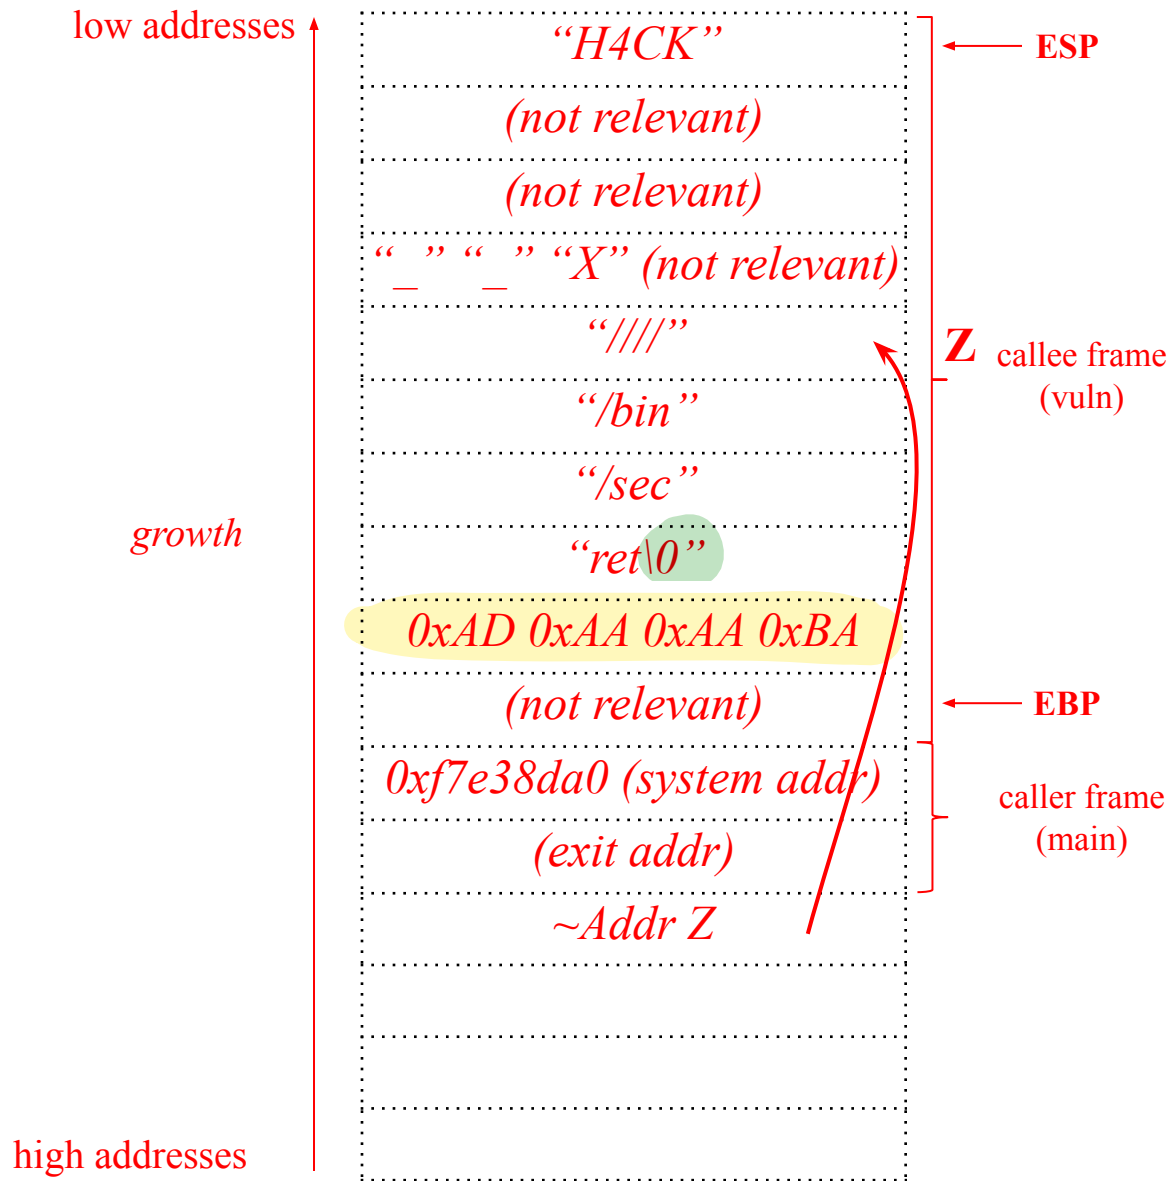 low addresses
“H4CK”
ESP
(not relevant)
(not relevant)
“_” “_” “X” (not relevant)
“////”
Z
callee frame
(vuln)
“/bin”
“/sec”
growth
“ret\0”
0xAD 0xAA 0xAA 0xBA
(not relevant)
EBP
0xf7e38da0 (system addr)
caller frame
(main)
(exit addr)
~Addr Z
high addresses